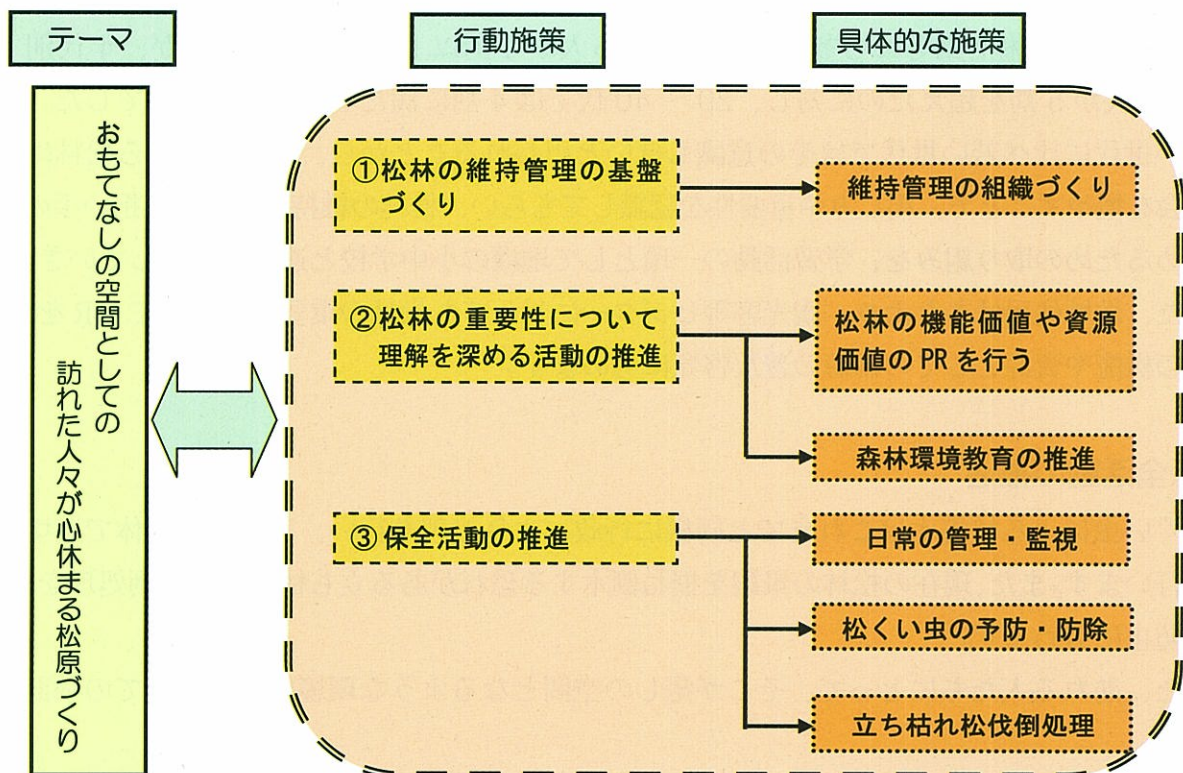 テーマ
行動施策
具体的な施策
おもてなしの空間としての
訪れた人々が心休まる松原づくり
①松林の維持管理の基盤
づくり
維持管理の組織づくり
②松林の重要性について
理解を深める活動の推進
松林の機能価値や資源
価値の PR を行う
森林環境教育の推進
③保全活動の推進
日常の管理・監視
松くい虫の予防・防除
立ち枯れ松伐倒処理